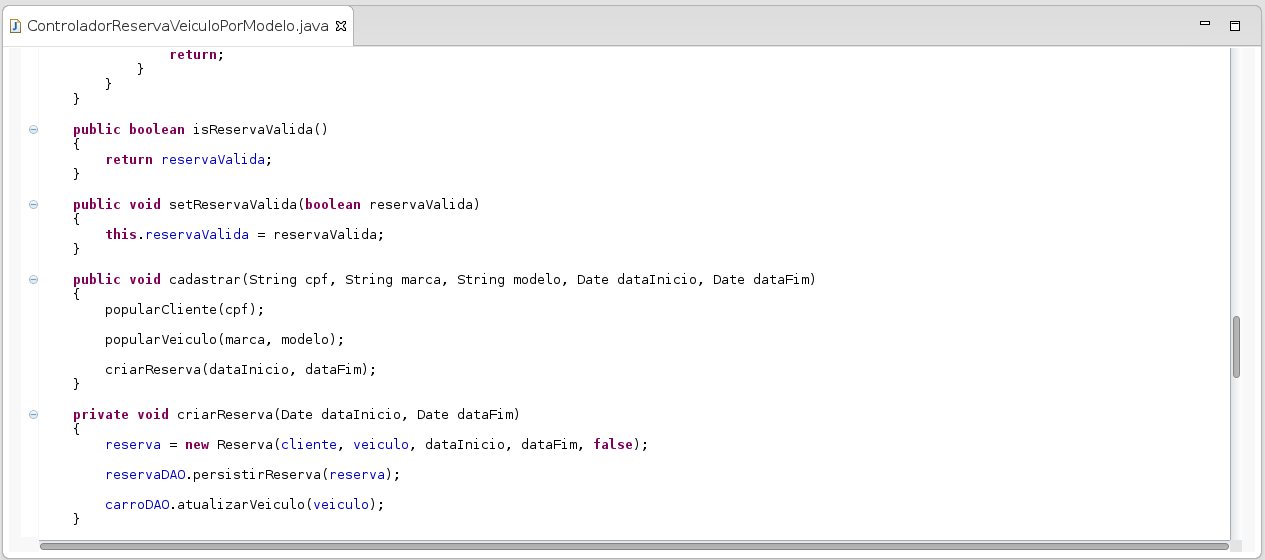 ControladorReservaVeiculoPorModelo.java
return;
}
}
}
public boolean isReservaValida()
{
return reservaValida;
}
public void setReservaValida(boolean reservaValida)
{
this.reservaValida = reservaValida;
}
public void cadastrar(String cpf, String marca, String modelo, Date dataInicio, Date dataFim)
{
popularCliente(cpf);
popularVeiculo(marca, modelo);
criarReserva(dataInicio, dataFim);
}
private void criarReserva(Date dataInicio, Date dataFim)
{
reserva = new Reserva(cliente, veiculo, dataInicio, dataFim, false);
reservaDAO.persistirReserva(reserva);
carroDAO.atualizarVeiculo(veiculo);
}